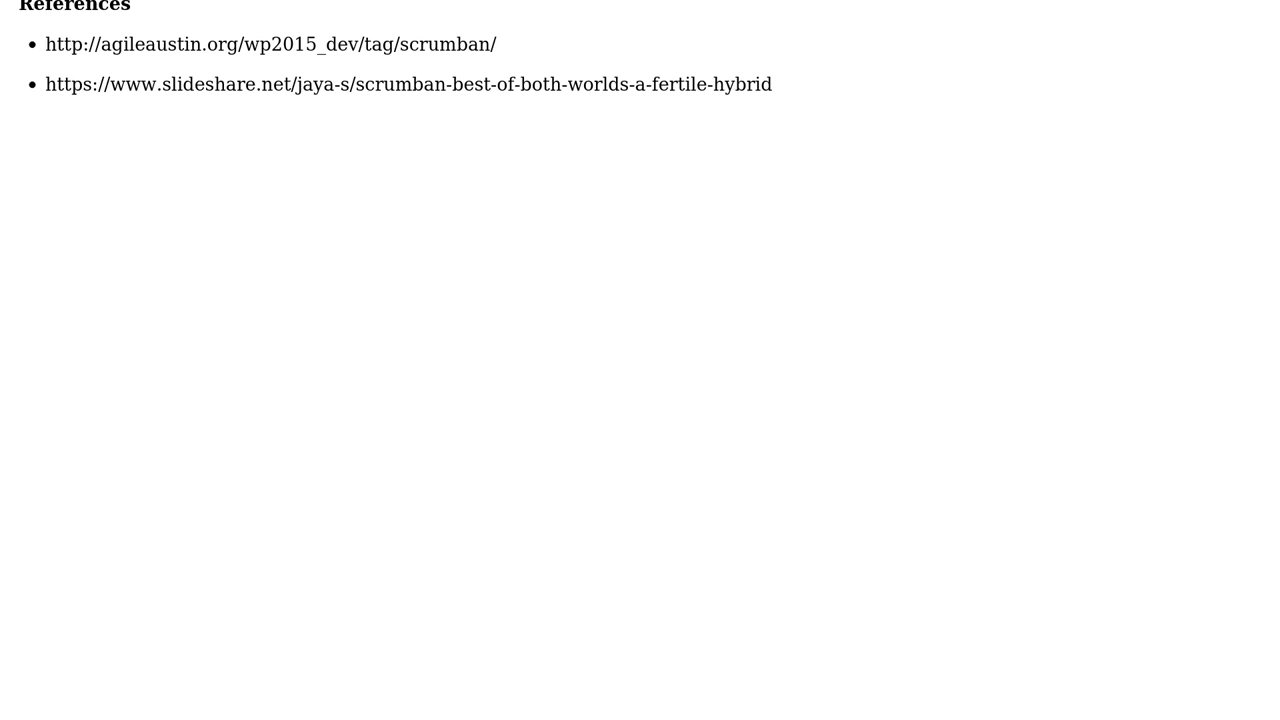 References
http://agileaustin.org/wp2015_dev/tag/scrumban/
https://www.slideshare.net/jaya-s/scrumban-best-of-both-worlds-a-fertile-hybrid